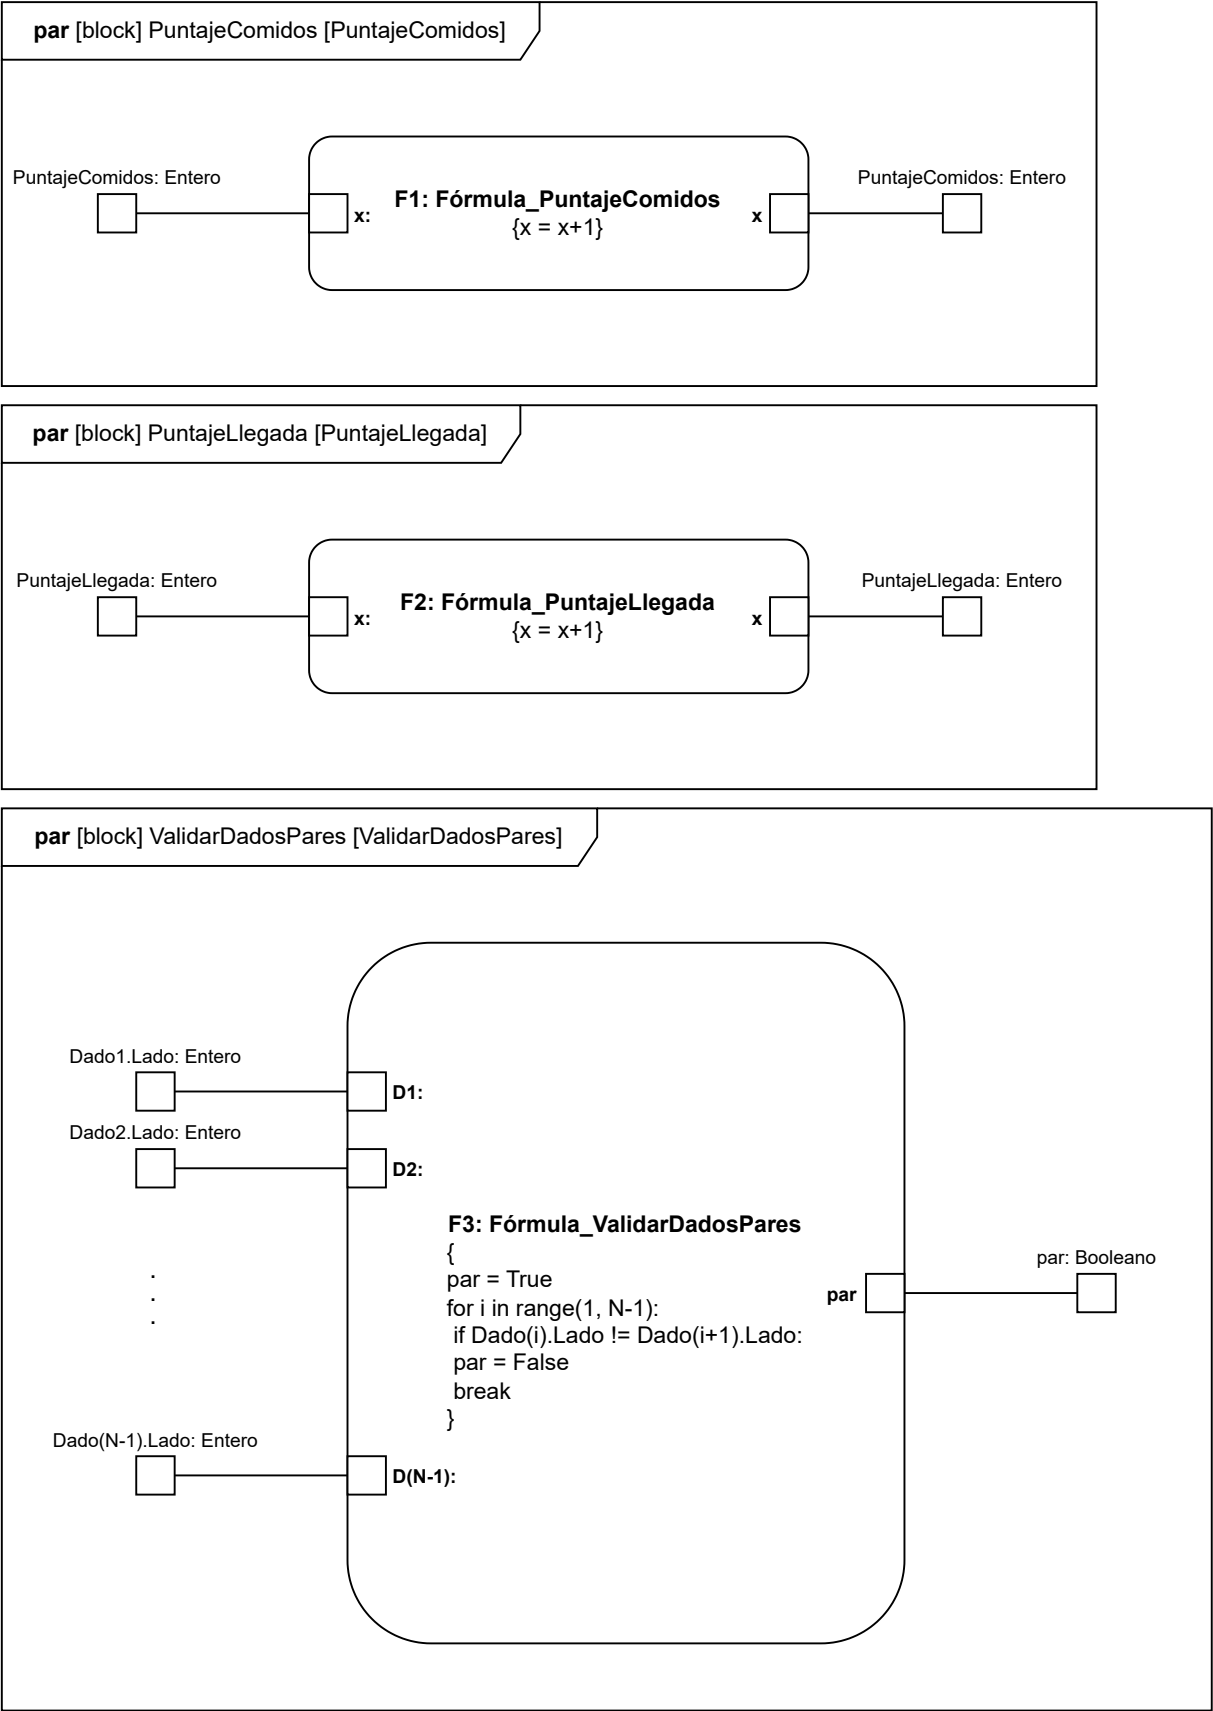 par [block] PuntajeComidos [PuntajeComidos]
PuntajeComidos: Entero
PuntajeComidos: Entero
F1: Fórmula_PuntajeComidos
x:
x
{x = x+1}
par [block] PuntajeLlegada [PuntajeLlegada]
PuntajeLlegada: Entero
PuntajeLlegada: Entero
F2: Fórmula_PuntajeLlegada
x:
x
{x = x+1}
par [block] ValidarDadosPares [ValidarDadosPares]
Dado1.Lado: Entero
D1:
Dado2.Lado: Entero
D2:
F3: Fórmula_ValidarDadosPares
{
par = True
for i in range(1, N-1):
if Dado(i).Lado != Dado(i+1).Lado:
par = False
break
}
par: Booleano
par
.
.
.
Dado(N-1).Lado: Entero
D(N-1):